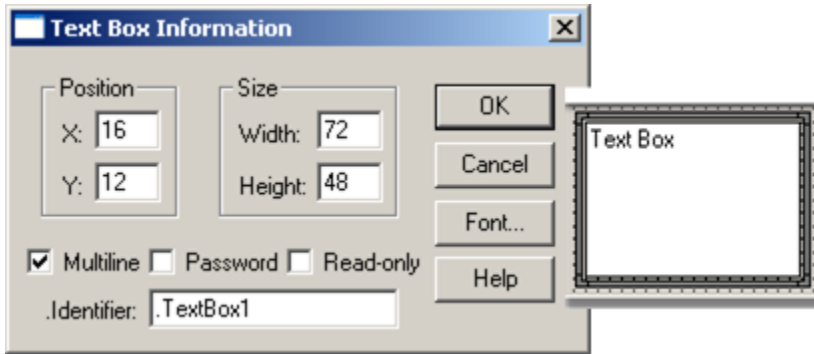 Text Box Information
Position
X: 16
Y: 12
Size
Width: 72
Height: 48
OK
Cancel
Font...
Help
Multiline Password Read-only
.Identifier: .TextBox1
Text Box